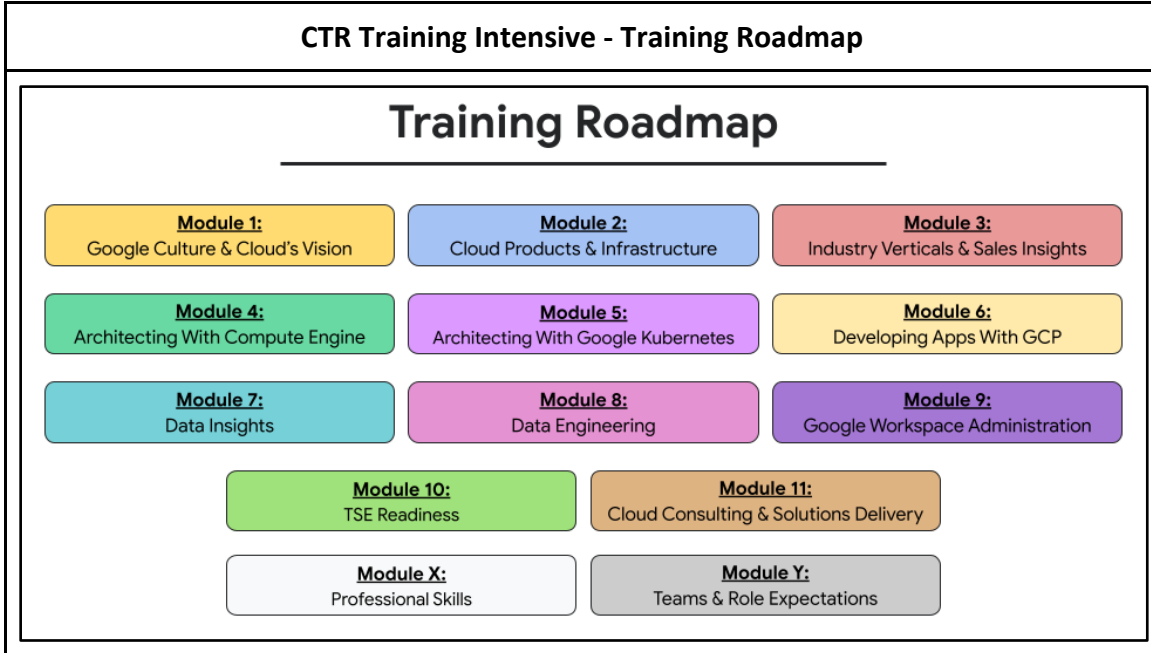 CTR Training Intensive - Training Roadmap
Training Roadmap
Module 1:
Google Culture & Cloud's Vision
Module 2:
Cloud Products & Infrastructure
Module 3:
Industry Verticals & Sales Insights
Module 4:
Architecting With Compute Engine
Module 5:
Architecting With Google Kubernetes
Module 6:
Developing Apps With GCP
Module 7:
Data Insights
Module 8:
Data Engineering
Module 9:
Google Workspace Administration
Module 10:
TSE Readiness
Module 11:
Cloud Consulting & Solutions Delivery
Module X:
Professional Skills
Module Y:
Teams & Role Expectations